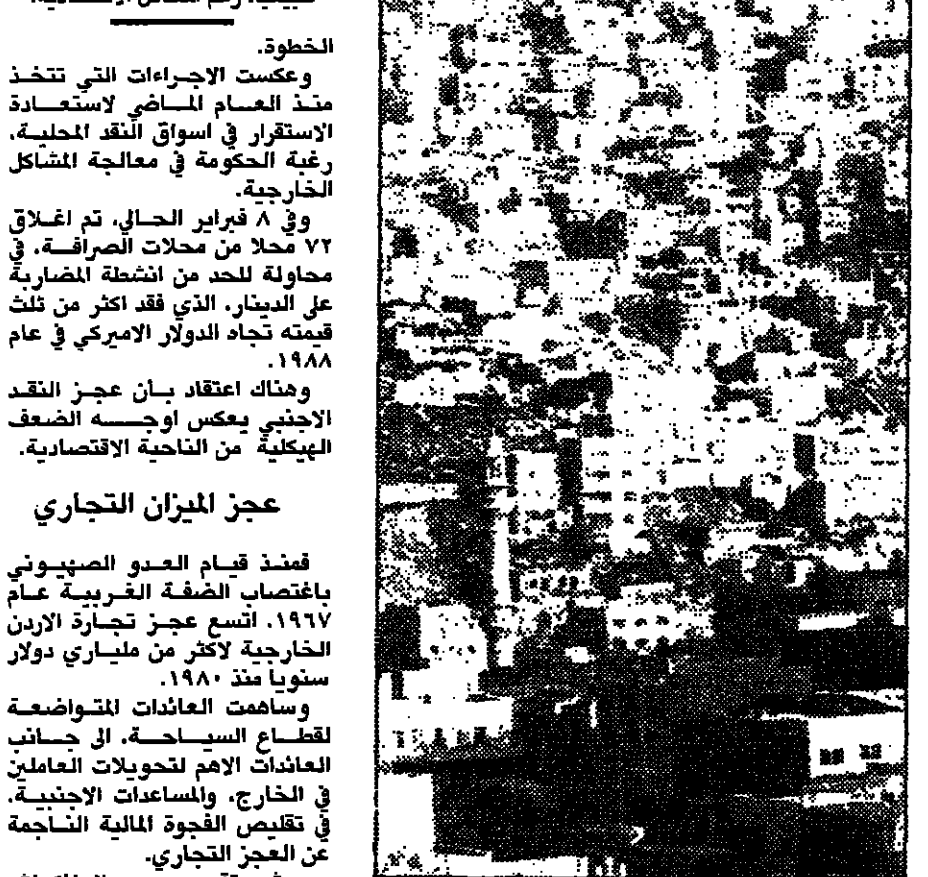 الخطوة.
وعكست الاجراءات التي تتخذ
منذ العام الماضي لاستعادة
الاستقرار في اسواق النقد المحلية،
رغبة الحكومة في معالجة المشاكل
الخارجية.
وفي ٨ فبراير الحالي، تم اغلاق
٧٢ محلا من محلات الصرافة، في
محاولة للحد من انشطة المضاربة
على الدينار، الذي فقد اكثر من ثلث
قيمته تجاه الدولار الاميركي في عام
١٩٨٨.
وهناك اعتقاد بأن عجز النقد
الاجنبي يعكس اوجه الضعف
الهيكلية من الناحية الاقتصادية.
عجز الميزان التجاري
فمنذ قيام العدو الصهيوني
باغتصاب الضفة الغربية عام
١٩٦٧، اتسع عجز تجارة الاردن
الخارجية لاكثر من ملياري دولار
سنويا منذ ١٩٨٠.
وساهمت العائدات المتواضعة
لقطاع السياحة، الى جانب
العائدات الاهم لتحويلات العاملين
في الخارج، والمساعدات الاجنبية،
في تقليص الفجوة المالية الناجمة
عن العجز التجاري.